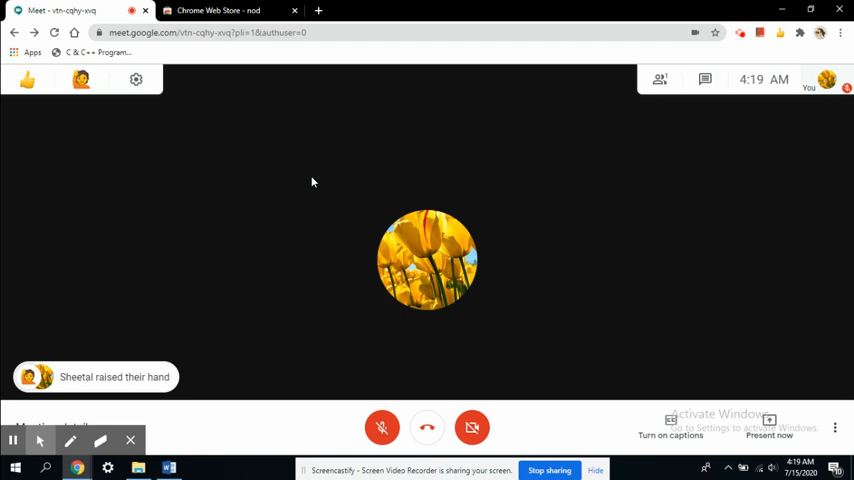 Meet - vtn-cqhy-xvq
Chrome Web Store - nod
meet.google.com/vtn-cqhy-xvq?pli=1&authuser=0
Apps
C & C++ Program...
1
4:19 AM
You
Sheetal raised their hand
Turn on captions
Present now
Activate Windows
Go to Settings to activate Windows.
Screencastify - Screen Video Recorder is sharing your screen.
Stop sharing
Hide
4:19 AM
7/15/2020
10